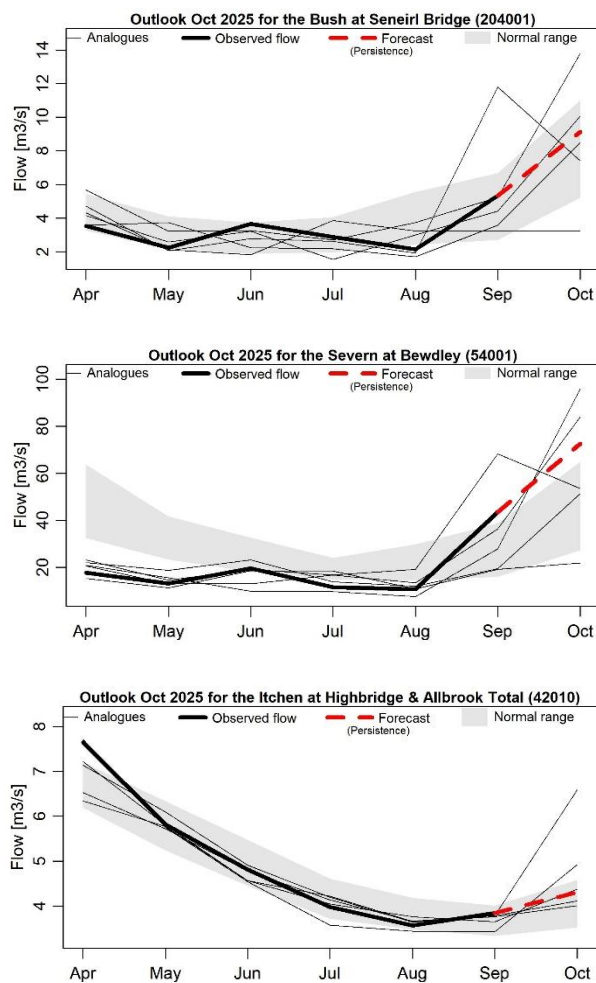 Outlook Oct 2025 for the Bush at Seneirl Bridge (204001)
Analogues Observed flow Forecast Normal range
(Persistence)
Flow [m3/s]
14
12
10
8
6
4
2
Apr May Jun Jul Aug Sep Oct
Outlook Oct 2025 for the Severn at Bewdley (54001)
Analogues Observed flow Forecast Normal range
(Persistence)
Flow [m3/s]
100
80
60
40
20
Apr May Jun Jul Aug Sep Oct
Outlook Oct 2025 for the Itchen at Highbridge & Allbrook Total (42010)
Analogues Observed flow Forecast Normal range
(Persistence)
Flow [m3/s]
8
7
6
5
4
Apr May Jun Jul Aug Sep Oct